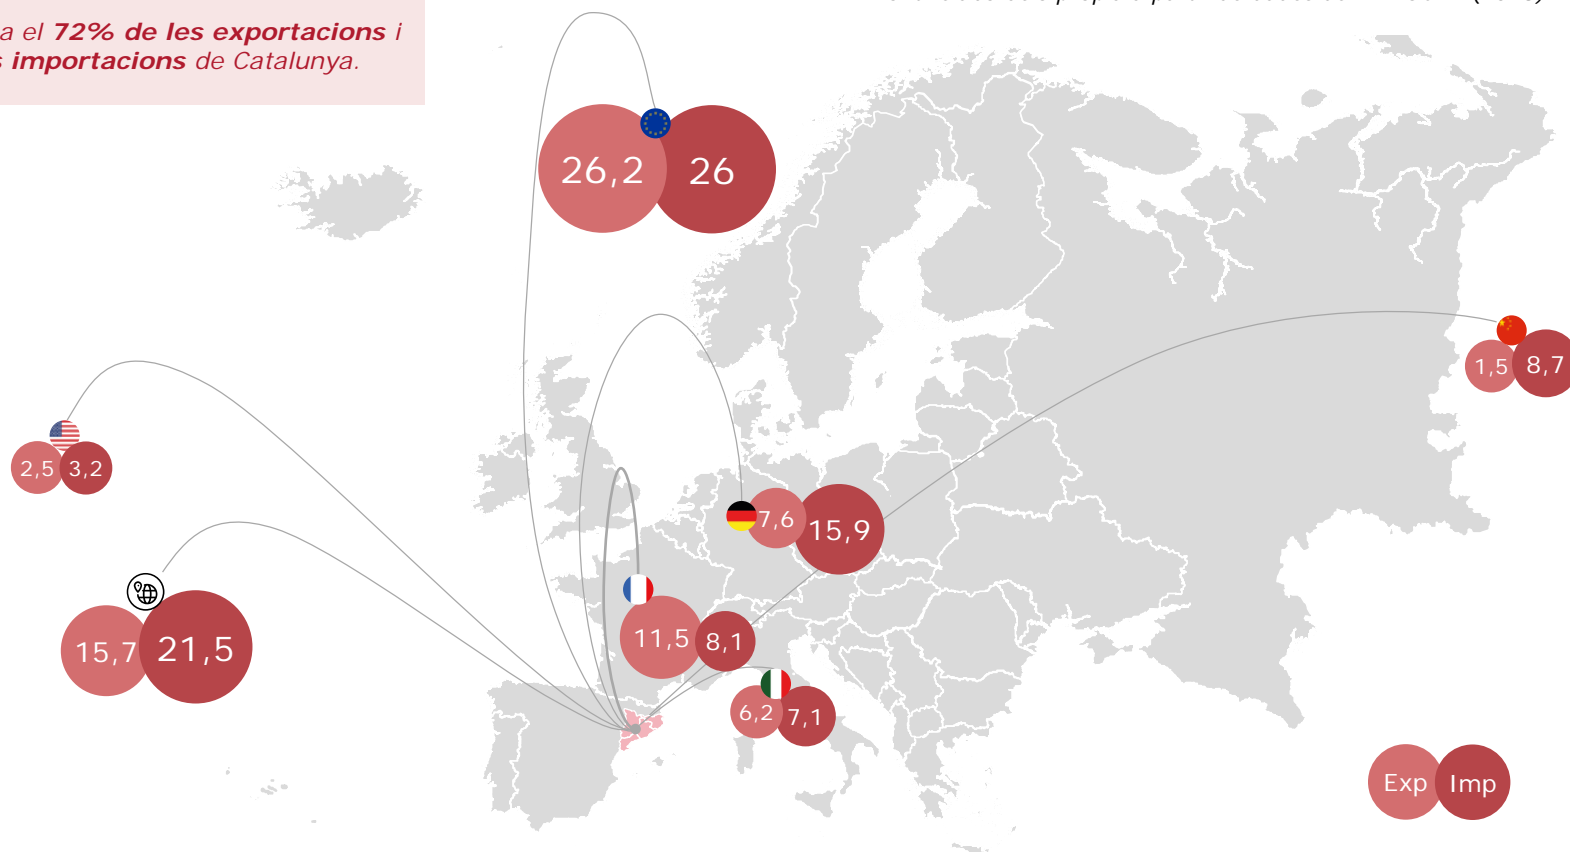 a el 72% de les exportacions i
importacions de Catalunya.
26,2 26
1,5 8,7
2,5 3,2
7,6 15,9
11,5 8,1
15,7 21,5
6,2 7,1
Exp Imp